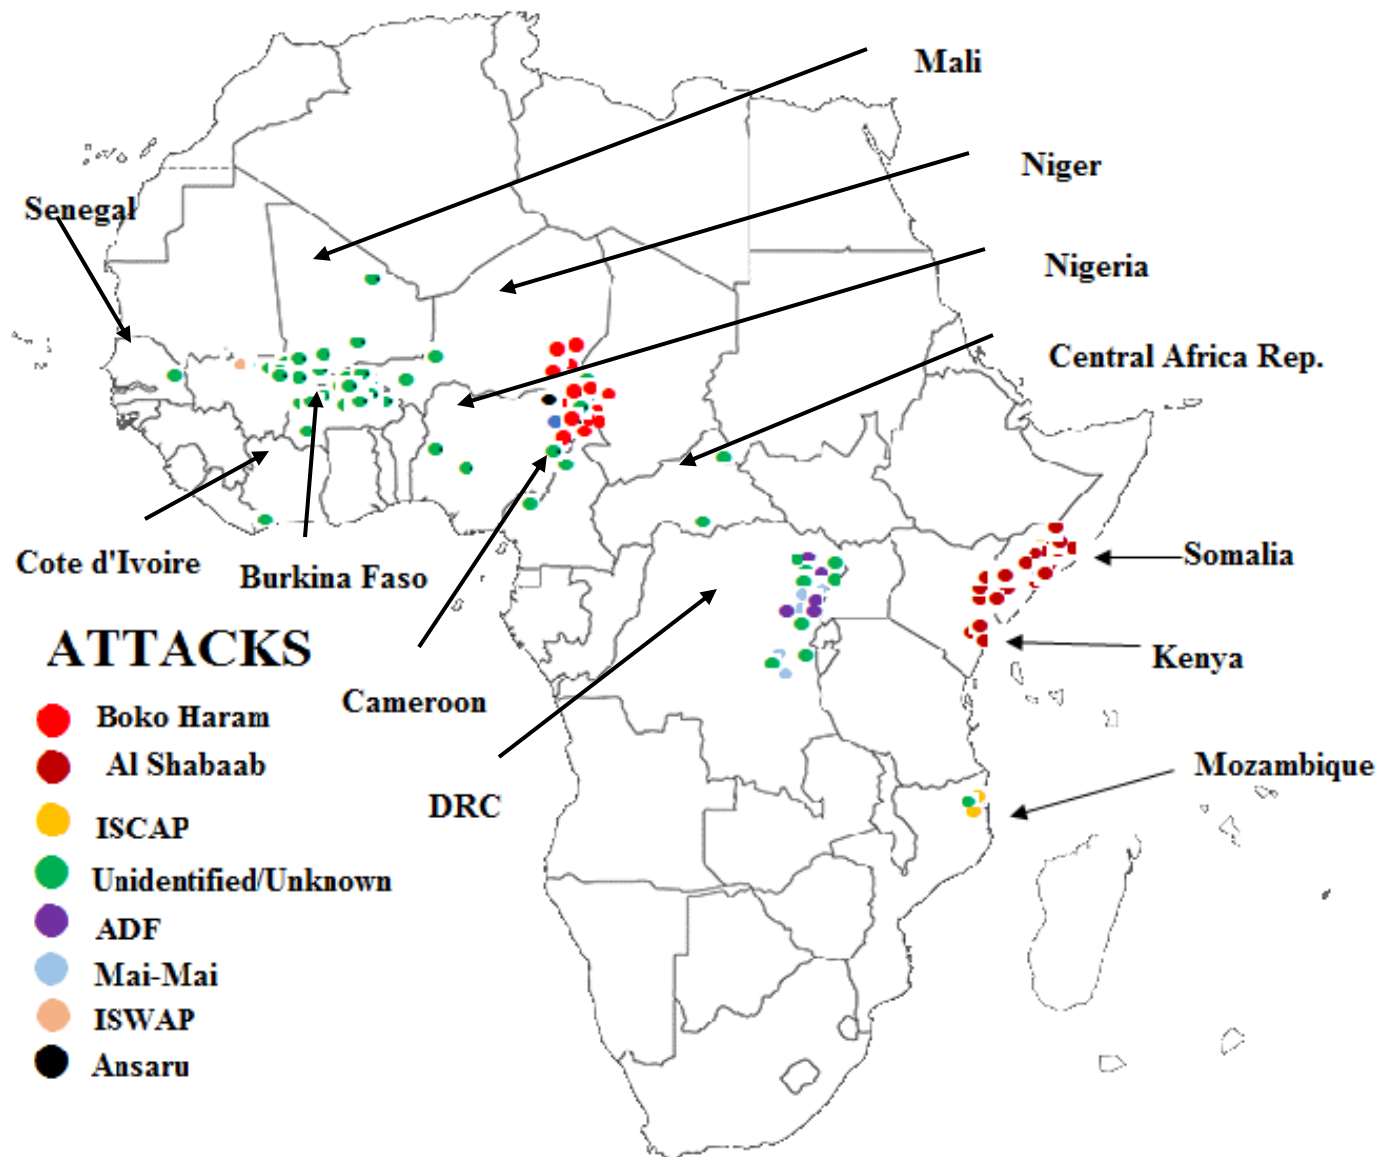 Mali
Niger
Senegal
Nigeria
Central Africa Rep.
Cote d'Ivoire
Burkina Faso
Somalia
ATTACKS
Kenya
Cameroon
Boko Haram
Al Shabaab
Mozambique
DRC
ISCAP
Unidentified/Unknown
ADF
Mai-Mai
ISWAP
Ansaru